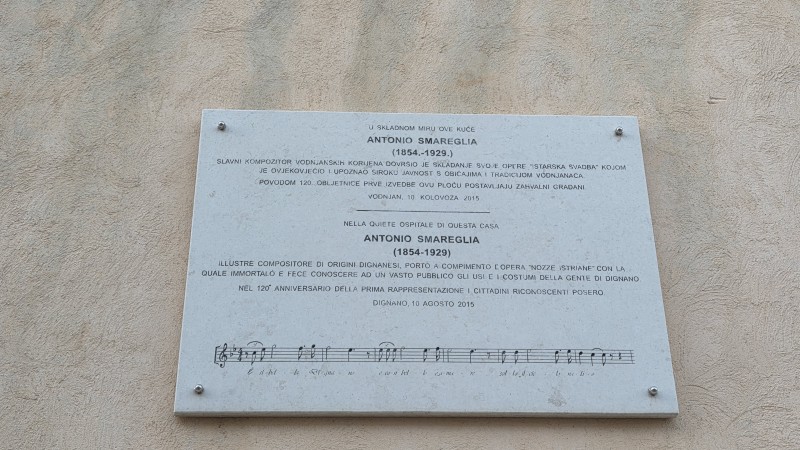 U SKLADNOM MIRU OVE KUĆE
ANTONIO SMAREGLIA
(1854.-1929.)
SLAVNI KOMPOZITOR VODNJANSKIH KORIJENA DOVRŠIO JE SKLADANJE SVOJE OPERE "ISTARSKA SVADBA" KOJOM
JE OVJEKOVJEČIO I UPOZNAO ŠIROKU JAVNOST S OBIČAJIMA I TRADICIJOM VODNJANACA.
POVODOM 120. OBLJETNICE PRVE IZVEDBE OVU PLOČU POSTAVLJAJU ZAHVALNI GRAĐANI.
VODNJAN, 10. KOLOVOZA 2015.
NELLA QUIETE OSPITALE DI QUESTA CASA
ANTONIO SMAREGLIA
(1854-1929)
ILLUSTRE COMPOSITORE DI ORIGINI DIGNANESI, PORTÒ A COMPIMENTO L'OPERA "NOZZE ISTRIANE" CON LA
QUALE IMMORTALÒ E FECE CONOSCERE AD UN VASTO PUBBLICO GLI USI E I COSTUMI DELLA GENTE DI DIGNANO.
NEL 120° ANNIVERSARIO DELLA PRIMA RAPPRESENTAZIONE I CITTADINI RICONOSCENTI POSERO.
DIGNANO, 10 AGOSTO 2015